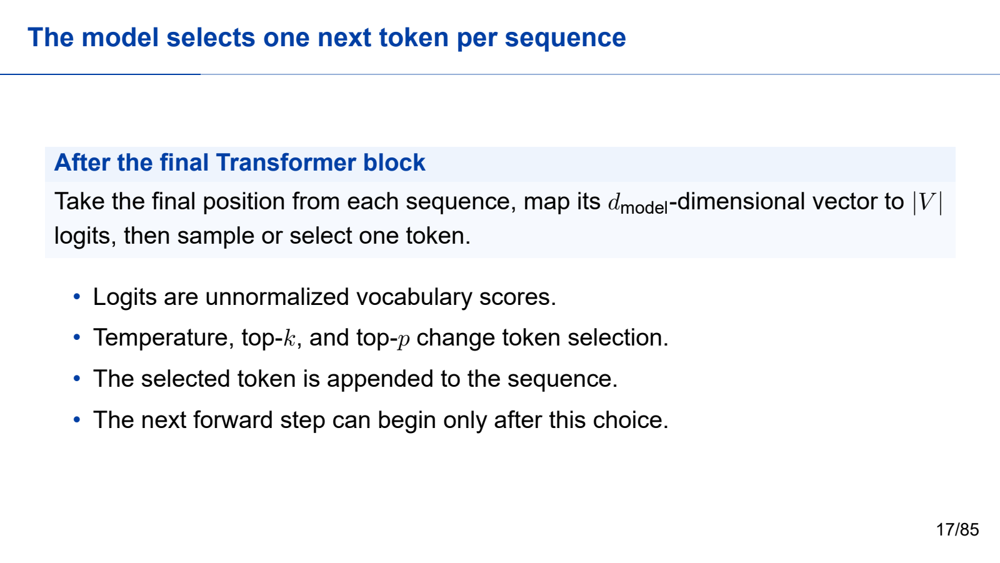 The model selects one next token per sequence
After the final Transformer block
Take the final position from each sequence, map its d_model-dimensional vector to |V|
logits, then sample or select one token.
• Logits are unnormalized vocabulary scores.
• Temperature, top-k, and top-p change token selection.
• The selected token is appended to the sequence.
• The next forward step can begin only after this choice.
17/85